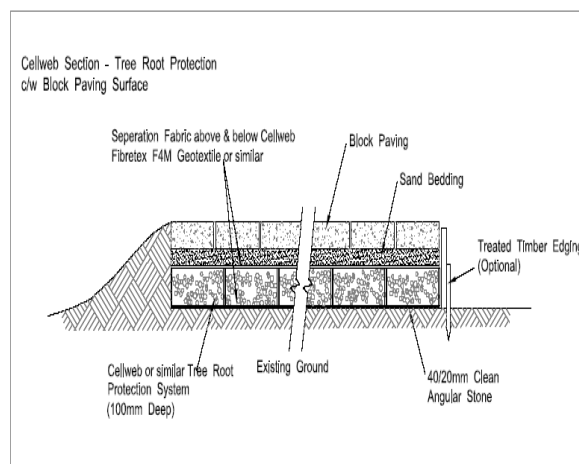 Cellweb Section - Tree Root Protection
c/w Block Paving Surface
Seperation Fabric above & below Cellweb
Fibretex F4M Geotextile or similar
Block Paving
Sand Bedding
Treated Timber Edging
(Optional)
Cellweb or similar Tree Root
Protection System
(100mm Deep)
Existing Ground
40/20mm Clean
Angular Stone